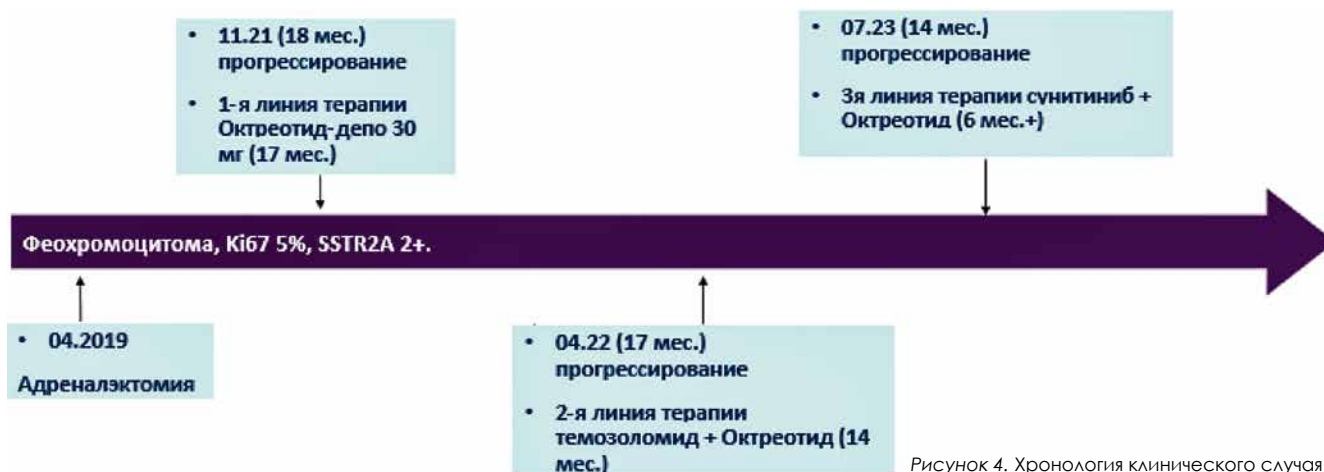 • 11.21 (18 мес.)
прогрессирование
• 1-я линия терапии
Октреотид-депо 30
мг (17 мес.)
• 07.23 (14 мес.)
прогрессирование
• 3я линия терапии сунитиниб +
Октреотид (6 мес.+)
Феохромоцитома, Ki67 5%, SSTR2A 2+.
• 04.2019
Адреналэктомия
• 04.22 (17 мес.)
прогрессирование
• 2-я линия терапии
темозоломид + Октреотид (14
мес.)
Рисунок 4. Хронология клинического случая